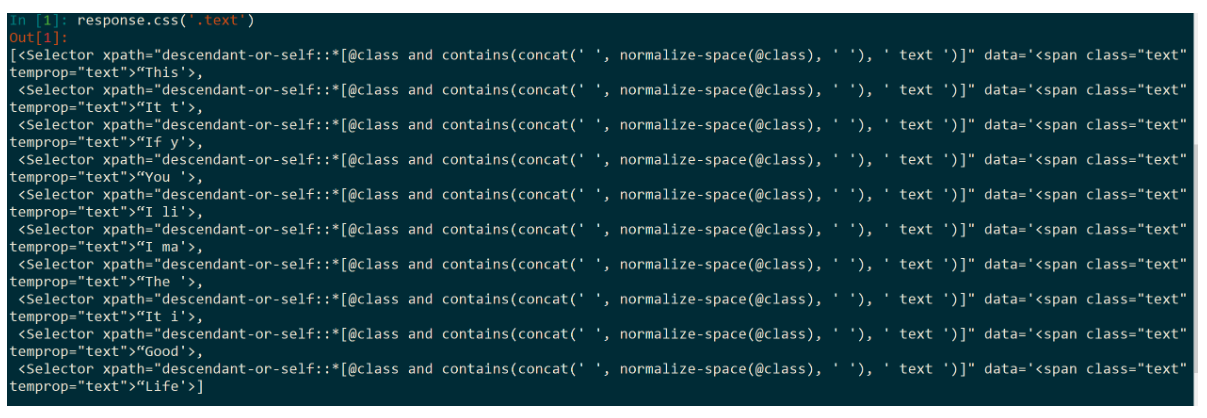 In [1]: response.css('.text')
Out[1]:
[<Selector xpath="descendant-or-self::*[@class and contains(concat(' ', normalize-space(@class), ' '), ' text ')]" data='<span class="text"
temprop="text">“This'>,
<Selector xpath="descendant-or-self::*[@class and contains(concat(' ', normalize-space(@class), ' '), ' text ')]" data='<span class="text"
temprop="text">“It t'>,
<Selector xpath="descendant-or-self::*[@class and contains(concat(' ', normalize-space(@class), ' '), ' text ')]" data='<span class="text"
temprop="text">“If y'>,
<Selector xpath="descendant-or-self::*[@class and contains(concat(' ', normalize-space(@class), ' '), ' text ')]" data='<span class="text"
temprop="text">“You '>,
<Selector xpath="descendant-or-self::*[@class and contains(concat(' ', normalize-space(@class), ' '), ' text ')]" data='<span class="text"
temprop="text">“I li'>,
<Selector xpath="descendant-or-self::*[@class and contains(concat(' ', normalize-space(@class), ' '), ' text ')]" data='<span class="text"
temprop="text">“I ma'>,
<Selector xpath="descendant-or-self::*[@class and contains(concat(' ', normalize-space(@class), ' '), ' text ')]" data='<span class="text"
temprop="text">“The '>,
<Selector xpath="descendant-or-self::*[@class and contains(concat(' ', normalize-space(@class), ' '), ' text ')]" data='<span class="text"
temprop="text">“It i'>,
<Selector xpath="descendant-or-self::*[@class and contains(concat(' ', normalize-space(@class), ' '), ' text ')]" data='<span class="text"
temprop="text">“Good'>,
<Selector xpath="descendant-or-self::*[@class and contains(concat(' ', normalize-space(@class), ' '), ' text ')]" data='<span class="text"
temprop="text">“Life'>]